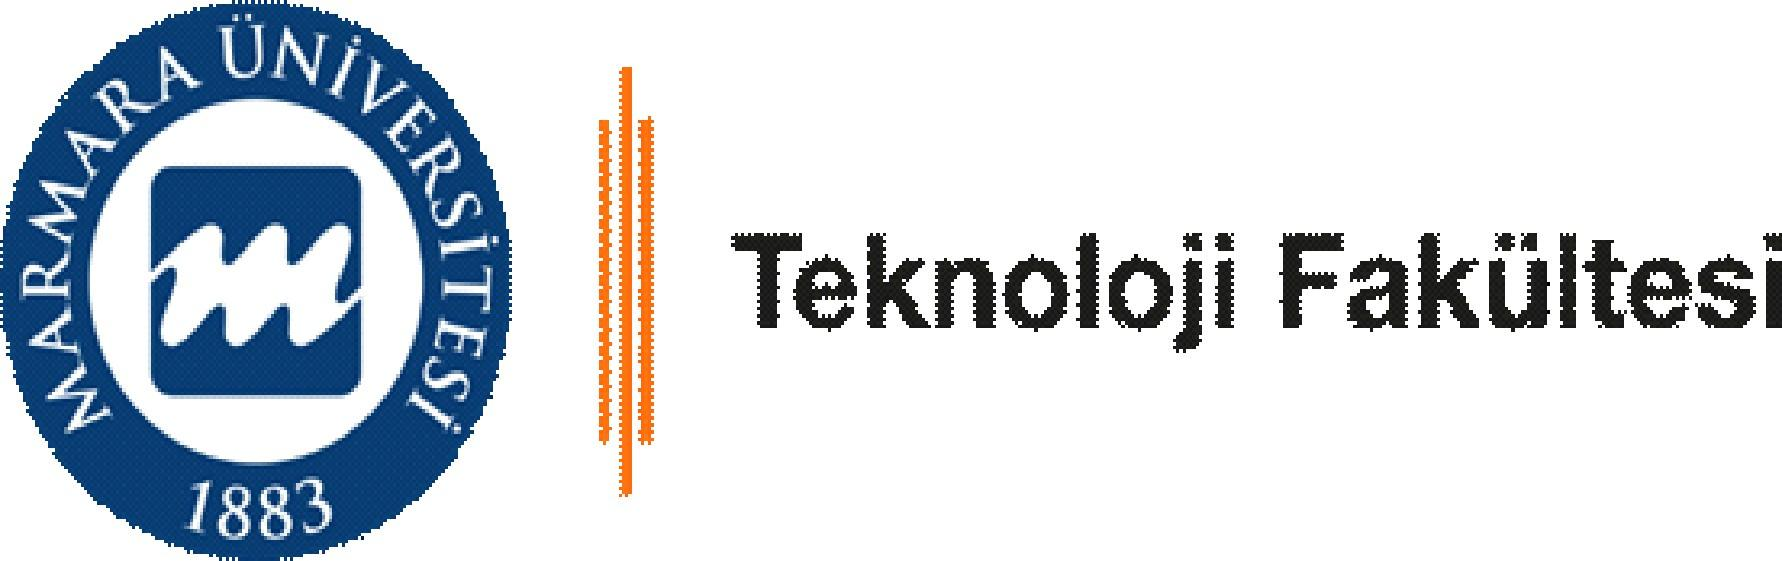 MARMARA ÜNİVERSİTESİ
1883
Teknoloji Fakültesi